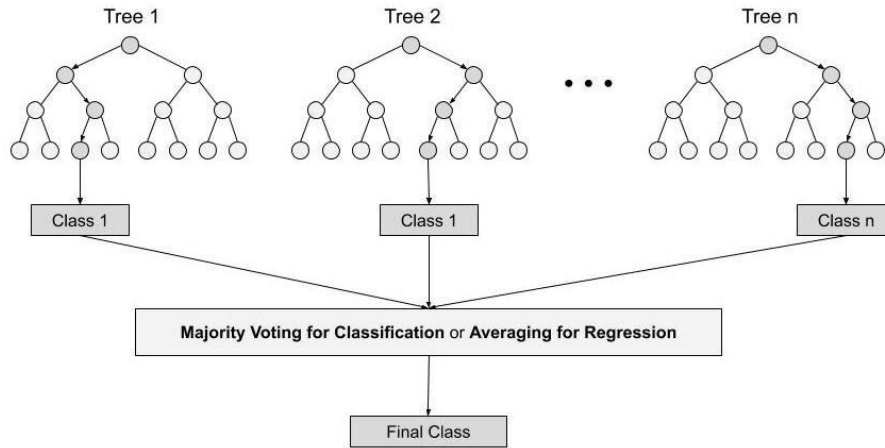 Tree 1
Tree 2
Tree n
Class 1
Class 1
Class n
Majority Voting for Classification or Averaging for Regression
Final Class